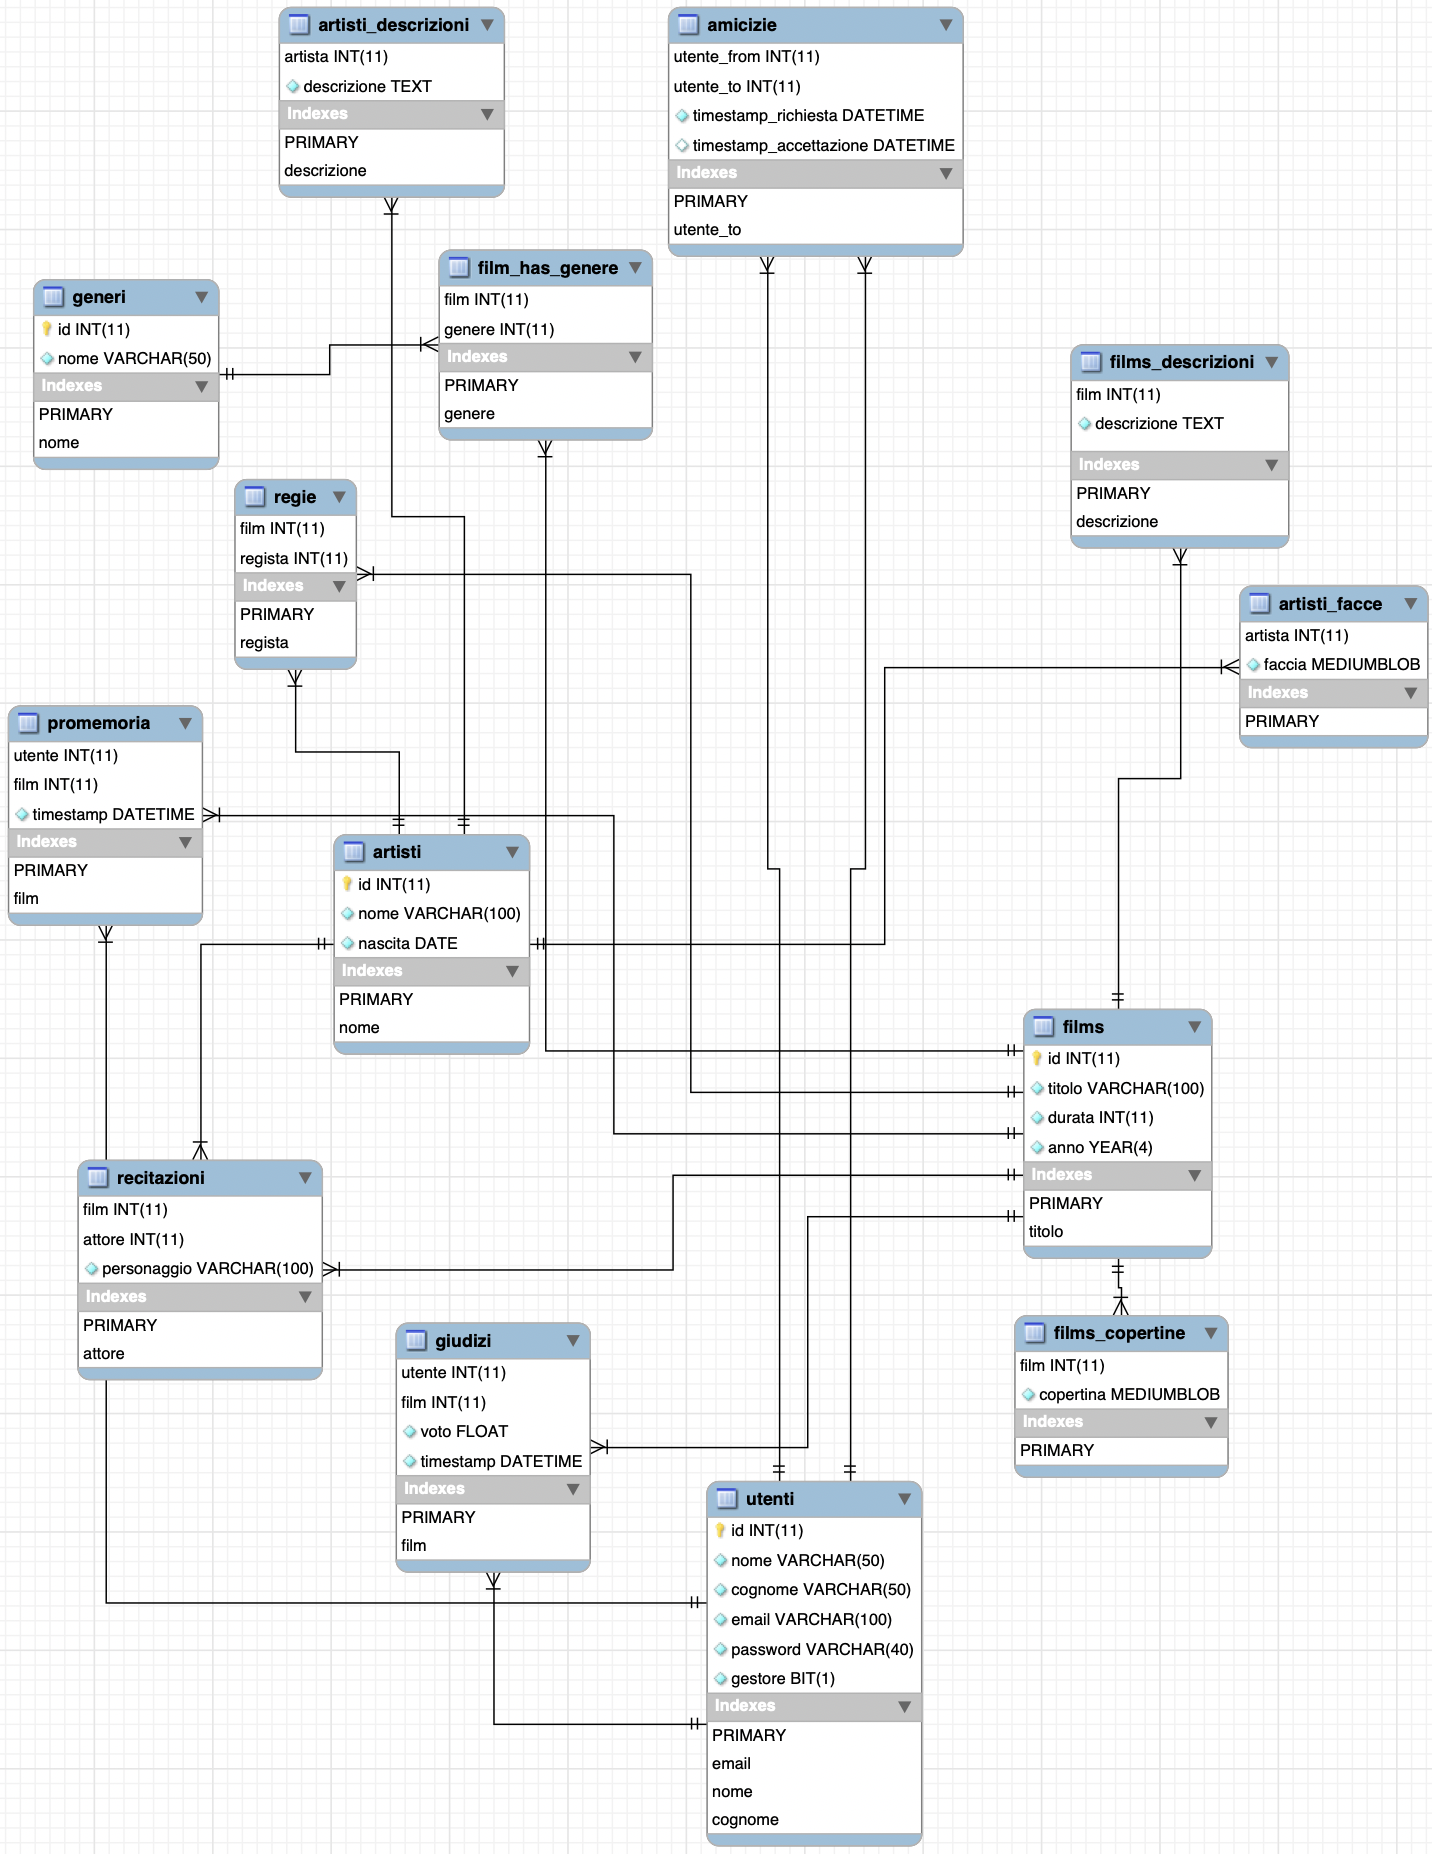 artisti_descrizioni
artista INT(11)
descrizione TEXT
Indexes
PRIMARY
descrizione
amicizie
utente_from INT(11)
utente_to INT(11)
timestamp_richiesta DATETIME
timestamp_accettazione DATETIME
Indexes
PRIMARY
utente_to
film_has_genere
film INT(11)
genere INT(11)
Indexes
PRIMARY
genere
generi
id INT(11)
nome VARCHAR(50)
Indexes
PRIMARY
nome
films_descrizioni
film INT(11)
descrizione TEXT
Indexes
PRIMARY
descrizione
regie
film INT(11)
regista INT(11)
Indexes
PRIMARY
regista
artisti_facce
artista INT(11)
faccia MEDIUMBLOB
Indexes
PRIMARY
promemoria
utente INT(11)
film INT(11)
timestamp DATETIME
Indexes
PRIMARY
film
artisti
id INT(11)
nome VARCHAR(100)
nascita DATE
Indexes
PRIMARY
nome
films
id INT(11)
titolo VARCHAR(100)
durata INT(11)
anno YEAR(4)
Indexes
PRIMARY
titolo
recitazioni
film INT(11)
attore INT(11)
personaggio VARCHAR(100)
Indexes
PRIMARY
attore
giudizi
utente INT(11)
film INT(11)
voto FLOAT
timestamp DATETIME
Indexes
PRIMARY
film
films_copertine
film INT(11)
copertina MEDIUMBLOB
Indexes
PRIMARY
utenti
id INT(11)
nome VARCHAR(50)
cognome VARCHAR(50)
email VARCHAR(100)
password VARCHAR(40)
gestore BIT(1)
Indexes
PRIMARY
email
nome
cognome